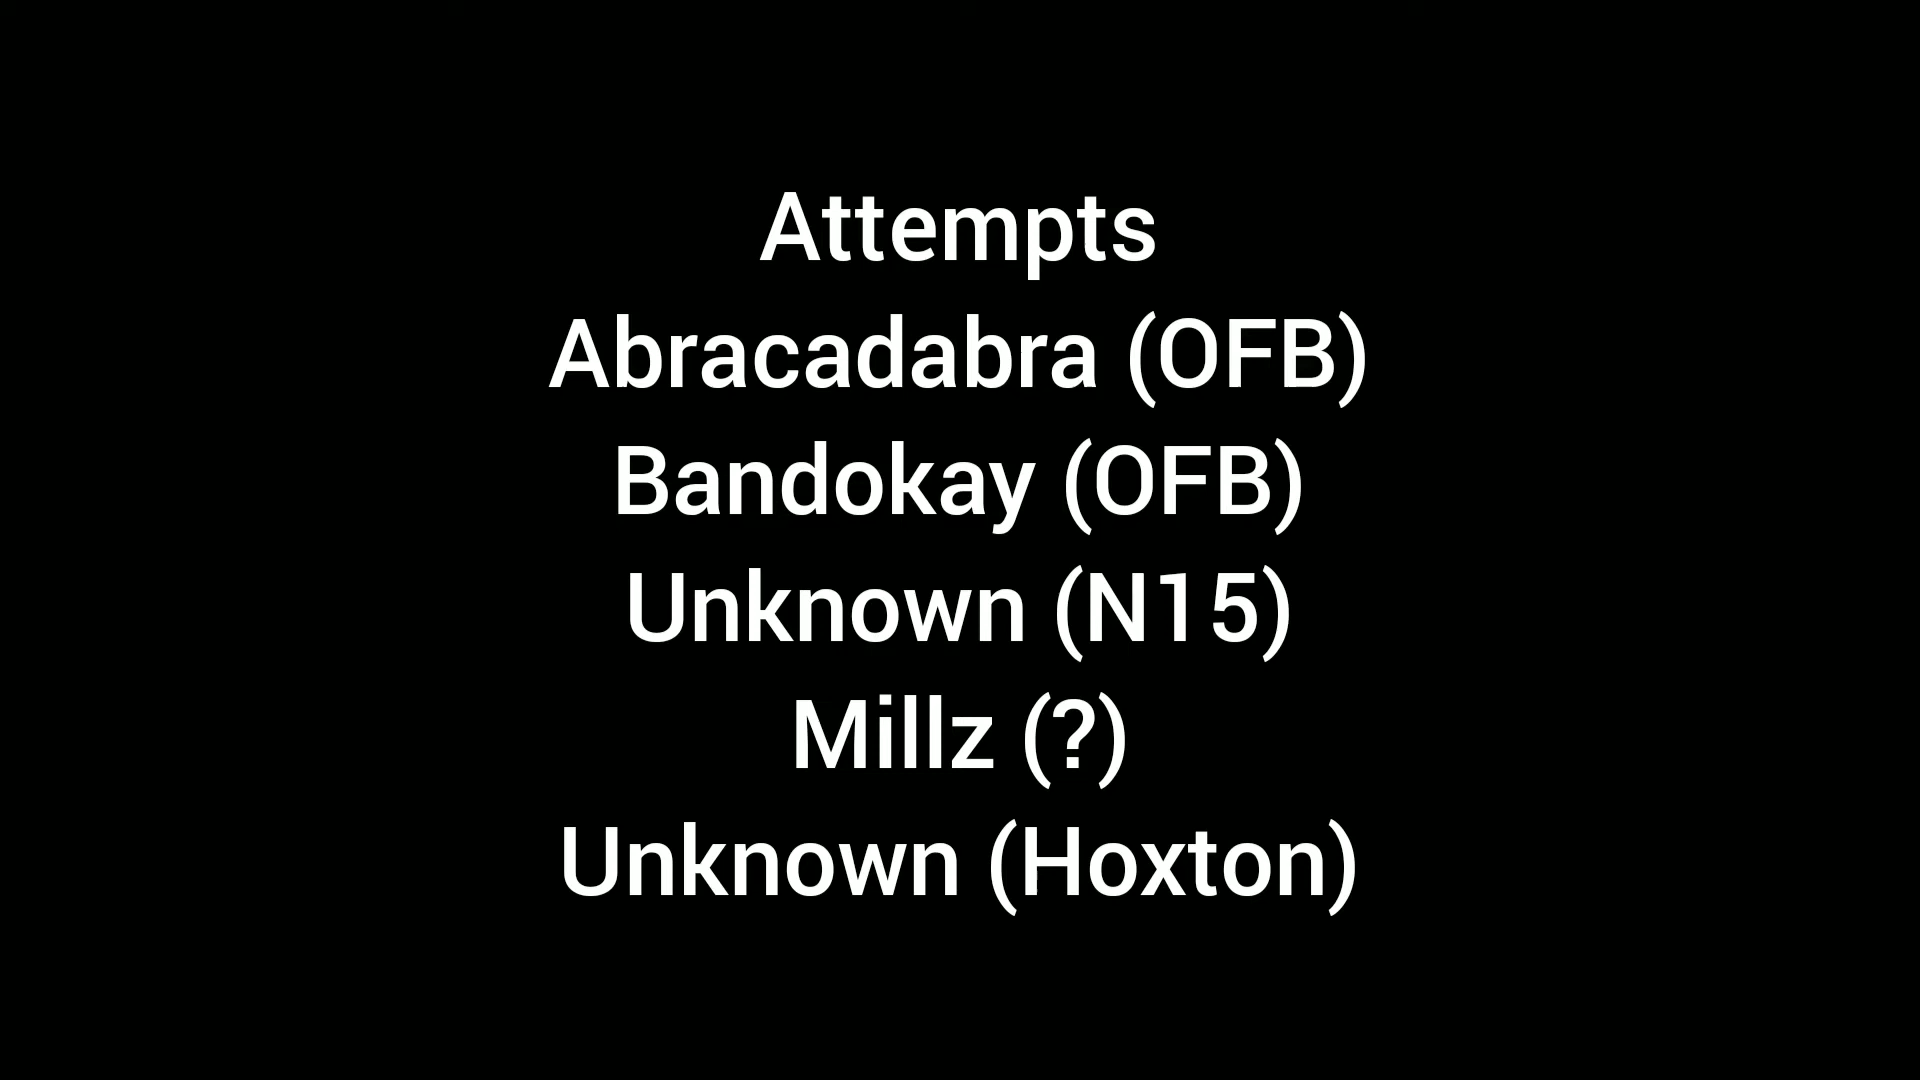 Attempts
Abracadabra (OFB)
Bandokay (OFB)
Unknown (N15)
Millz (?)
Unknown (Hoxton)